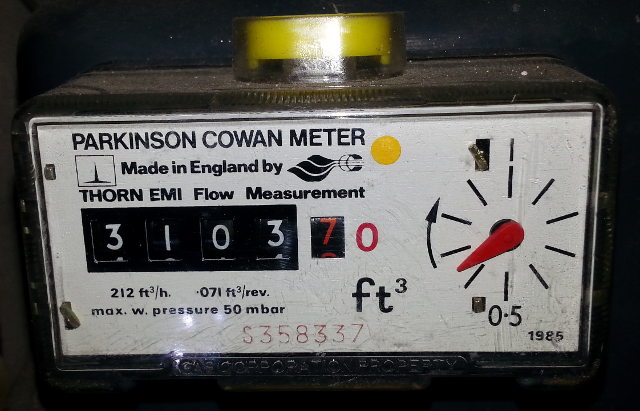 PARKINSON COWAN METER
Made in England by
THORN EMI Flow Measurement
3 1 0 3 7 0
212 ft³/h. ·071 ft³/rev.
max. w. pressure 50 mbar
ft³
S358337
0·5
1985
GAS CORPORATION PROPERTY